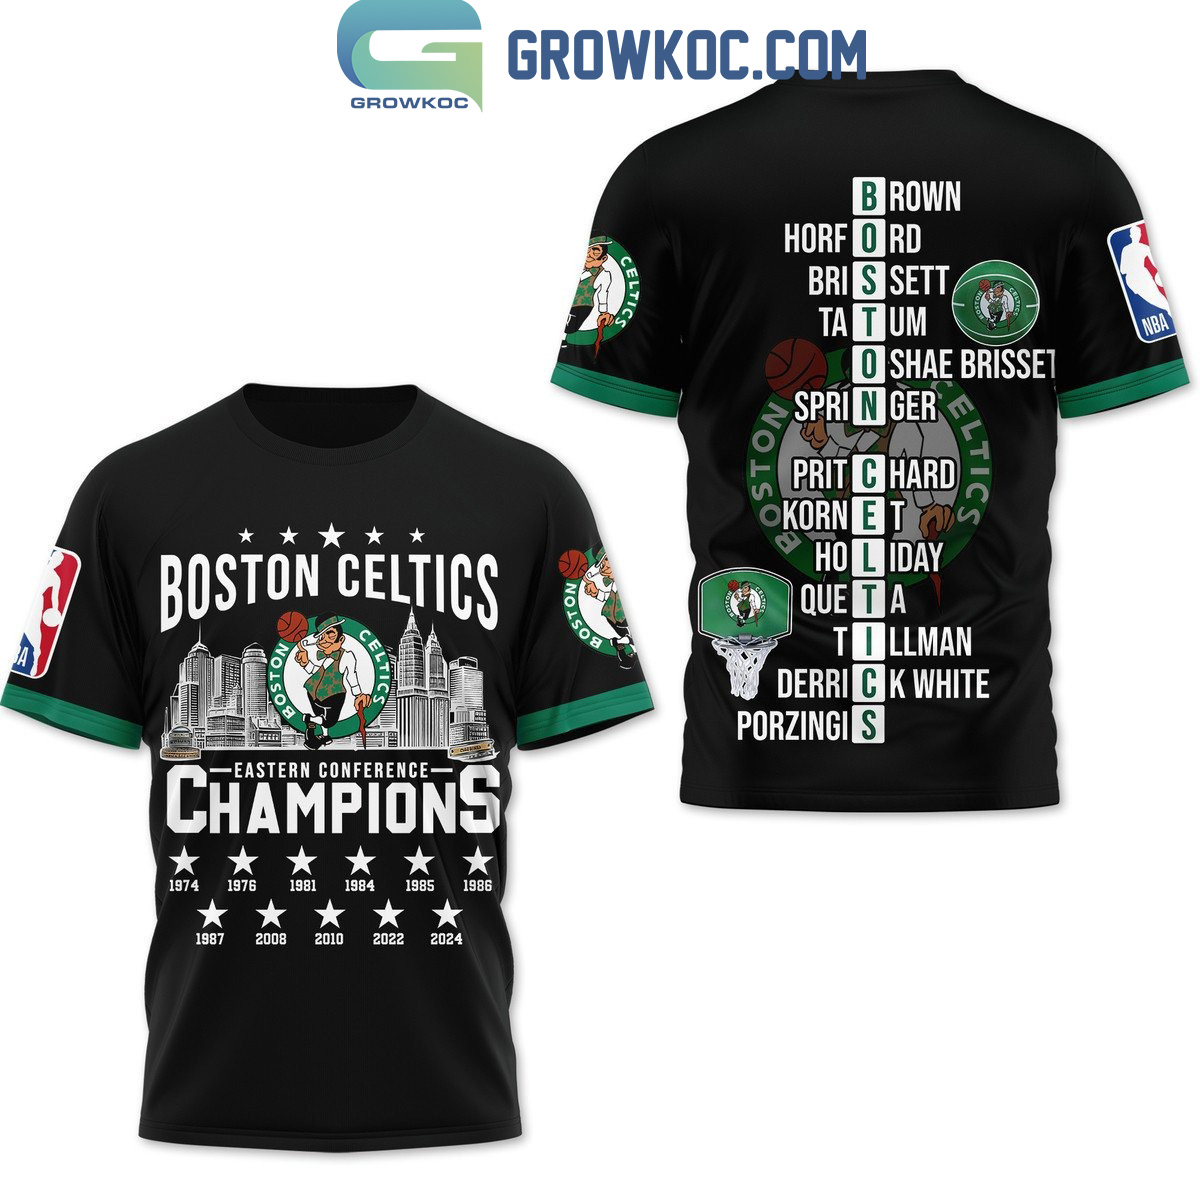 GROWKOC
GROWKOC.COM
BOSTON CELTICS
BOSTON CELTICS
EASTERN CONFERENCE
CHAMPIONS
1974 1976 1981 1984 1985 1986
1987 2008 2010 2022 2024
BOSTON CELTICS
BROWN
HORFORD
BRISSETT
TATUM
OSHAE BRISSET
SPRINGER
PRITCHARD
KORNET
HOLIDAY
QUETA
TILLMAN
DERRICK WHITE
PORZINGIS
BOSTON CELTICS
CELTICS
NBA
BA